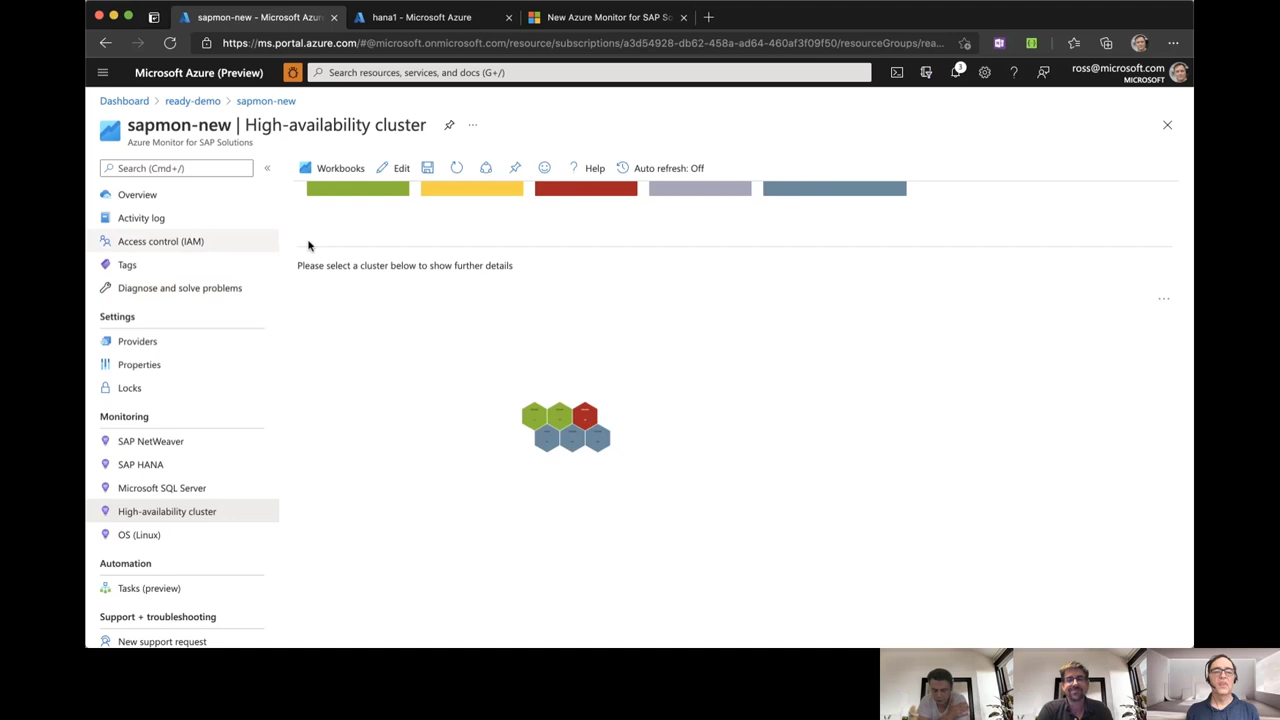 sapmon-new - Microsoft Azure
hana1 - Microsoft Azure
New Azure Monitor for SAP So
https://ms.portal.azure.com/#@microsoft.onmicrosoft.com/resource/subscriptions/a3d54928-db62-458a-ad64-460af3f09f50/resourceGroups/rea...
Microsoft Azure (Preview)
Search resources, services, and docs (G+/)
3
ross@microsoft.com
MICROSOFT
Dashboard > ready-demo > sapmon-new
sapmon-new | High-availability cluster
Azure Monitor for SAP Solutions
Search (Cmd+/)
Workbooks
Edit
Help
Auto refresh: Off
Overview
Activity log
Access control (IAM)
Tags
Diagnose and solve problems
Settings
Providers
Properties
Locks
Monitoring
SAP NetWeaver
SAP HANA
Microsoft SQL Server
High-availability cluster
OS (Linux)
Automation
Tasks (preview)
Support + troubleshooting
New support request
Please select a cluster below to show further details